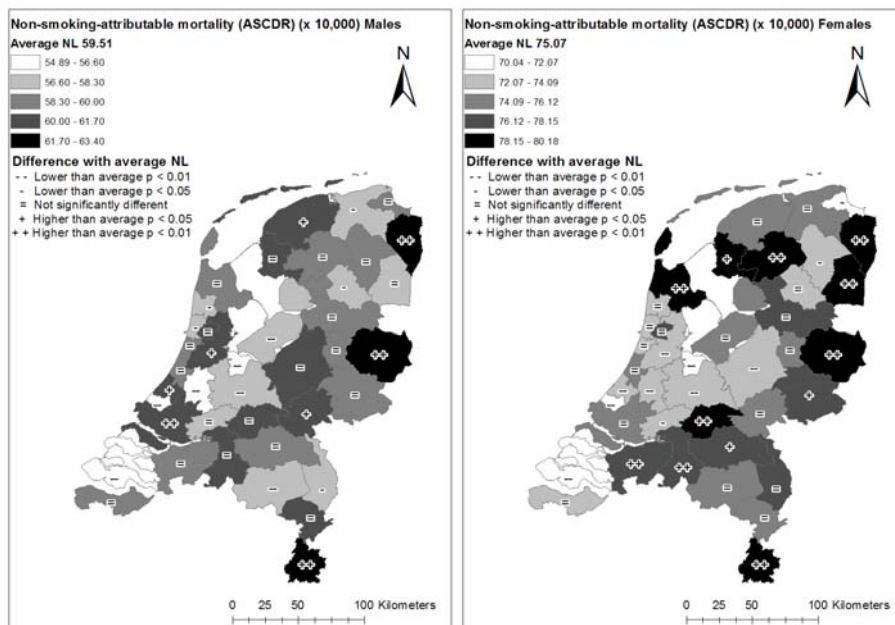 Non-smoking-attributable mortality (ASCDR) (x 10,000) Males
Average NL 59.51
54.89 - 56.60
56.60 - 58.30
58.30 - 60.00
60.00 - 61.70
61.70 - 63.40
N
Difference with average NL
-- Lower than average p < 0.01
- Lower than average p < 0.05
= Not significantly different
+ Higher than average p < 0.05
++ Higher than average p < 0.01
0 25 50 100 Kilometers
Non-smoking-attributable mortality (ASCDR) (x 10,000) Females
Average NL 75.07
70.04 - 72.07
72.07 - 74.09
74.09 - 76.12
76.12 - 78.15
78.15 - 80.18
N
Difference with average NL
-- Lower than average p < 0.01
- Lower than average p < 0.05
= Not significantly different
+ Higher than average p < 0.05
++ Higher than average p < 0.01
0 25 50 100 Kilometers